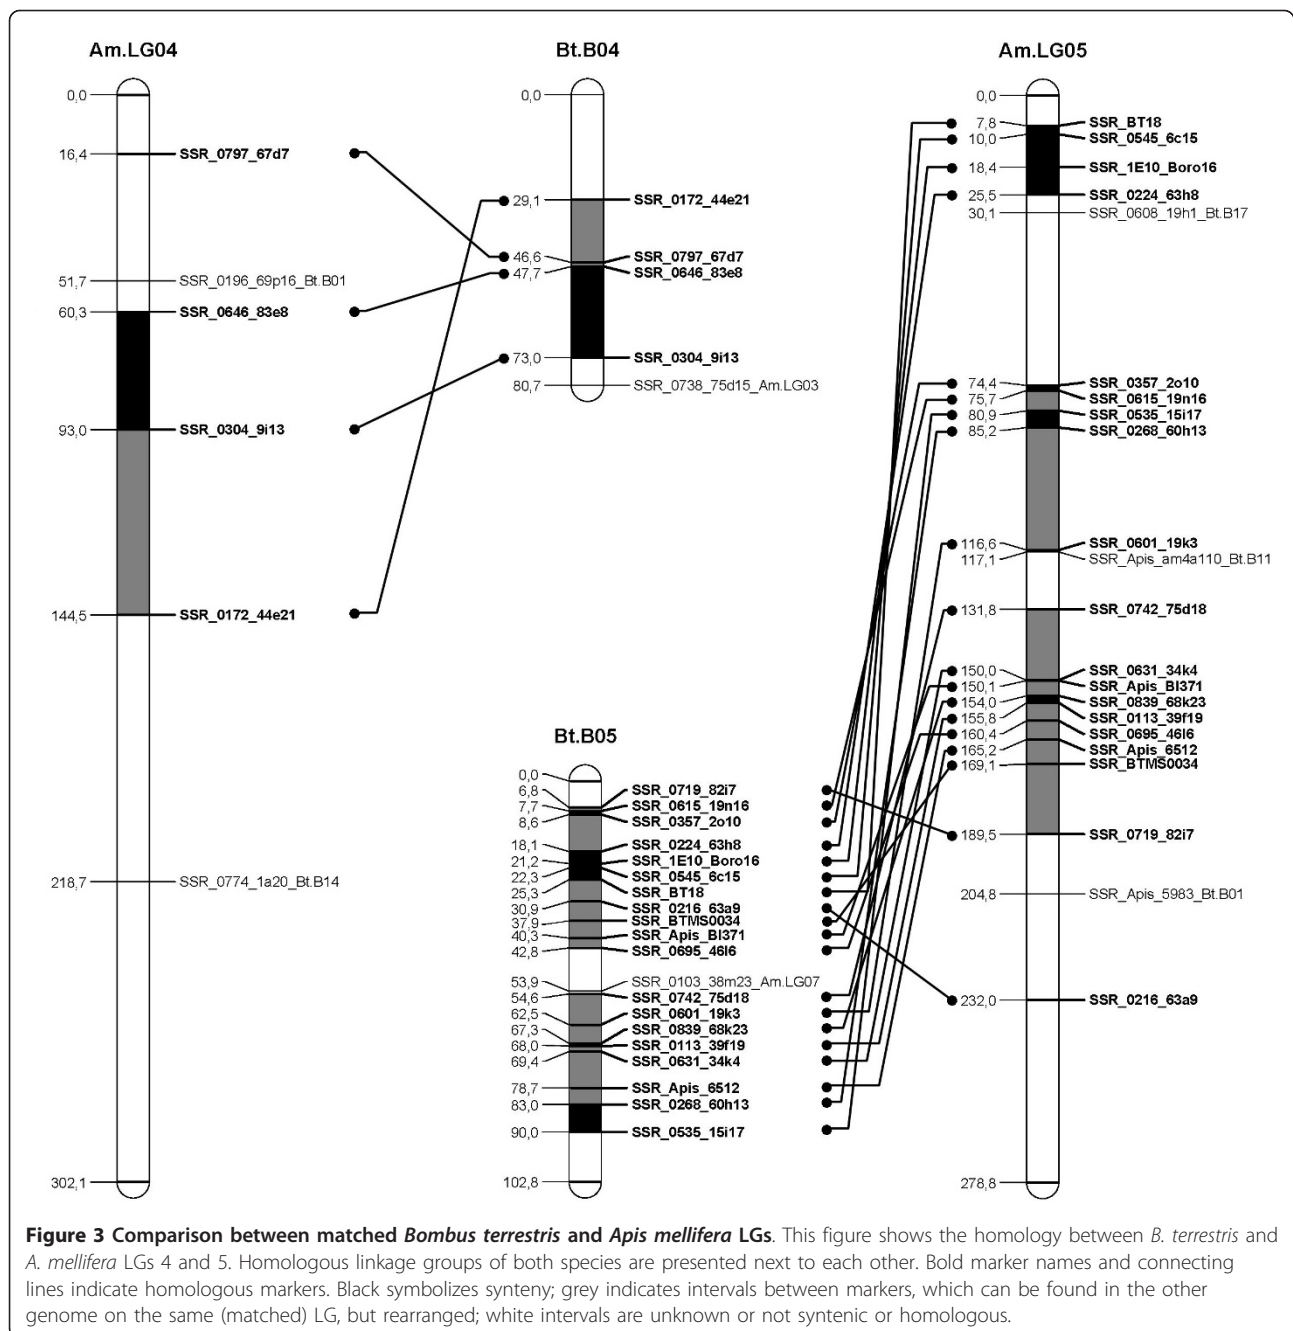 Am.LG04
0,0
16,4 SSR_0797_67d7
51,7 SSR_0196_69p16_Bt.B01
60,3 SSR_0646_83e8
93,0 SSR_0304_9i13
144,5 SSR_0172_44e21
218,7 SSR_0774_1a20_Bt.B14
302,1
Bt.B04
0,0
29,1 SSR_0172_44e21
46,6 SSR_0797_67d7
47,7 SSR_0646_83e8
73,0 SSR_0304_9i13
80,7 SSR_0738_75d15_Am.LG03
Bt.B05
0,0
6,8 SSR_0719_82i7
7,7 SSR_0615_19n16
8,6 SSR_0357_2o10
18,1 SSR_0224_63h8
21,2 SSR_1E10_Boro16
22,3 SSR_0545_6c15
25,3 SSR_BT18
30,9 SSR_0216_63a9
37,9 SSR_BTMS0034
40,3 SSR_Apis_BI371
42,8 SSR_0695_46I6
53,9 SSR_0103_38m23_Am.LG07
54,6 SSR_0742_75d18
62,5 SSR_0601_19k3
67,3 SSR_0839_68k23
68,0 SSR_0113_39f19
69,4 SSR_0631_34k4
78,7 SSR_Apis_6512
83,0 SSR_0268_60h13
90,0 SSR_0535_15i17
102,8
Am.LG05
0,0
7,8 SSR_BT18
10,0 SSR_0545_6c15
18,4 SSR_1E10_Boro16
25,5 SSR_0224_63h8
30,1 SSR_0608_19h1_Bt.B17
74,4 SSR_0357_2o10
75,7 SSR_0615_19n16
80,9 SSR_0535_15i17
85,2 SSR_0268_60h13
116,6 SSR_0601_19k3
117,1 SSR_Apis_am4a110_Bt.B11
131,8 SSR_0742_75d18
150,0 SSR_0631_34k4
150,1 SSR_Apis_BI371
154,0 SSR_0839_68k23
155,8 SSR_0113_39f19
160,4 SSR_0695_46I6
165,2 SSR_Apis_6512
169,1 SSR_BTMS0034
189,5 SSR_0719_82i7
204,8 SSR_Apis_5983_Bt.B01
232,0 SSR_0216_63a9
278,8
Figure 3 Comparison between matched Bombus terrestris and Apis mellifera LGs. This figure shows the homology between B. terrestris and
A. mellifera LGs 4 and 5. Homologous linkage groups of both species are presented next to each other. Bold marker names and connecting
lines indicate homologous markers. Black symbolizes synteny; grey indicates intervals between markers, which can be found in the other
genome on the same (matched) LG, but rearranged; white intervals are unknown or not syntenic or homologous.